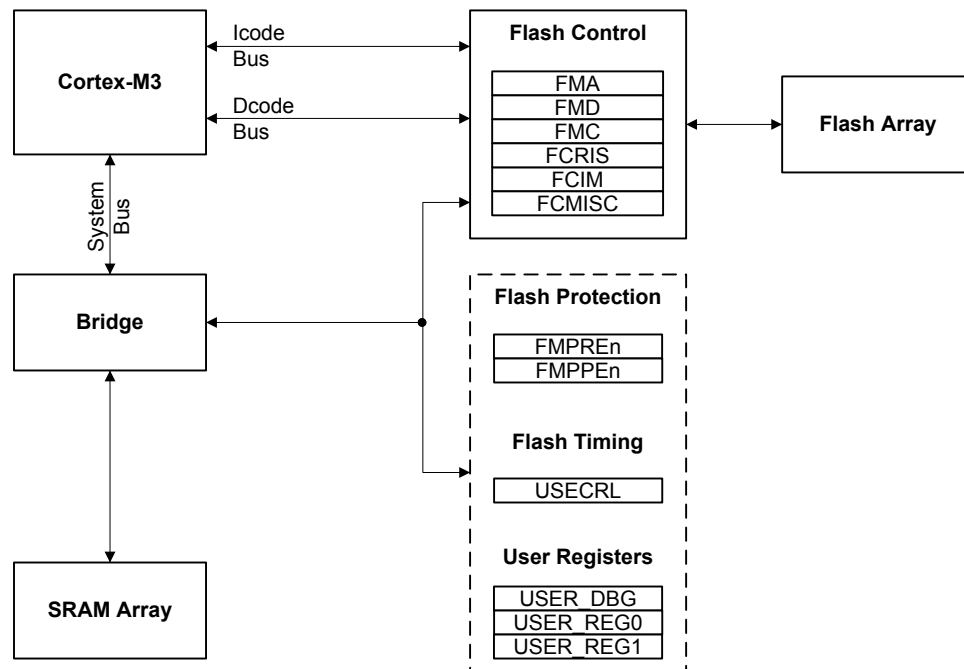 Cortex-M3
Icode
Bus
Dcode
Bus
System
Bus
Bridge
SRAM Array
Flash Control
FMA
FMD
FMC
FCRIS
FCIM
FCMISC
Flash Array
Flash Protection
FMPREn
FMPPEn
Flash Timing
USECRL
User Registers
USER_DBG
USER_REG0
USER_REG1